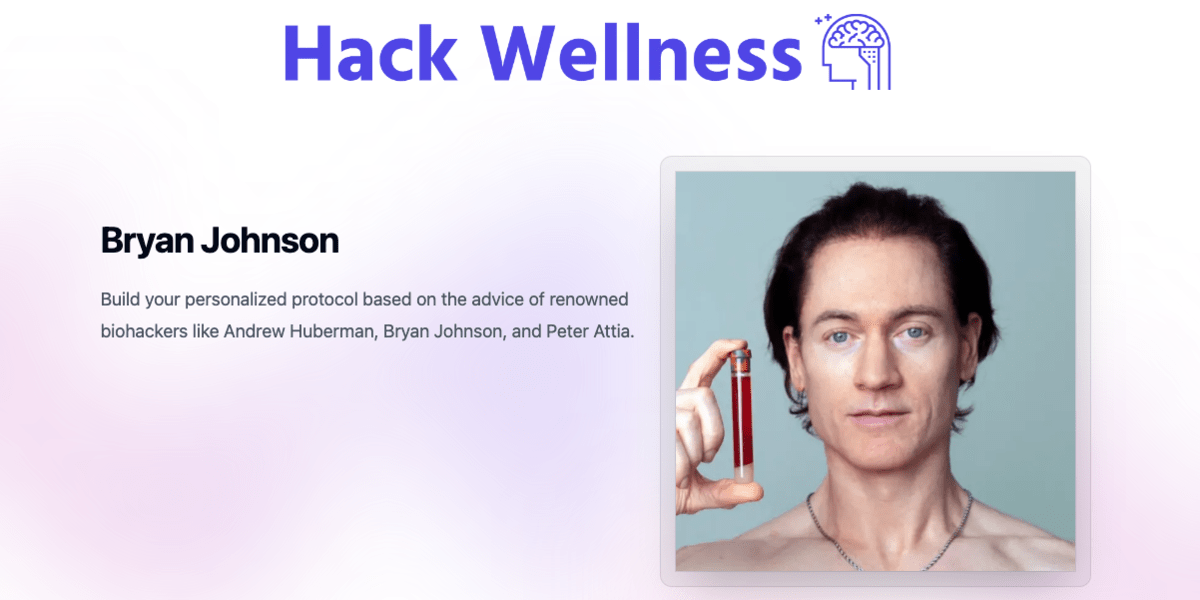 Hack Wellness
Bryan Johnson
Build your personalized protocol based on the advice of renowned
biohackers like Andrew Huberman, Bryan Johnson, and Peter Attia.